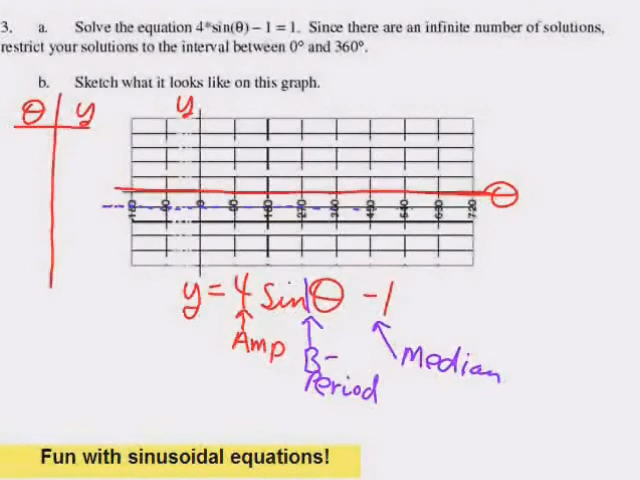 3. a. Solve the equation 4*sin(θ) – 1 = 1. Since there are an infinite number of solutions,
restrict your solutions to the interval between 0° and 360°.
b. Sketch what it looks like on this graph.
θ y
y
0 90 180 270 360 450 540 630 720
θ
y = 4 sin 1θ - 1
Amp
B-
Period
Median
Fun with sinusoidal equations!